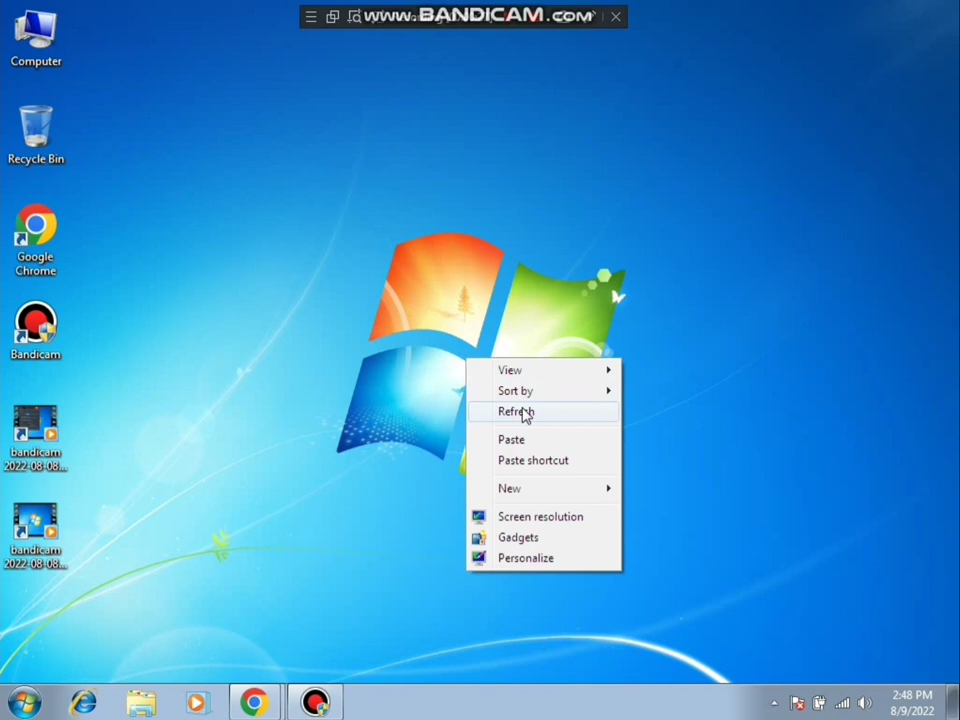 WWW.BANDICAM.COM
Computer
Recycle Bin
Google
Chrome
Bandicam
bandicam
2022-08-08...
bandicam
2022-08-08...
View
Sort by
Refresh
Paste
Paste shortcut
New
Screen resolution
Gadgets
Personalize
2:48 PM
8/9/2022